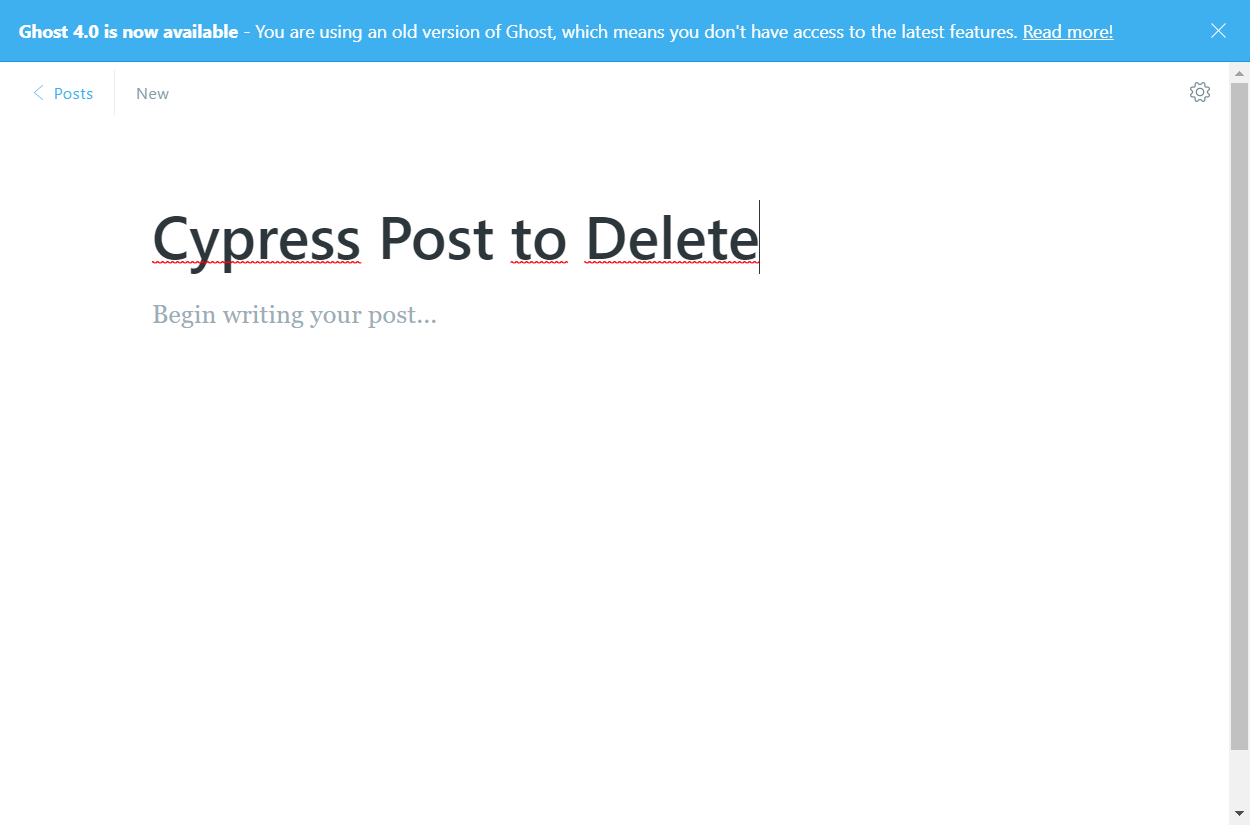 Ghost 4.0 is now available - You are using an old version of Ghost, which means you don't have access to the latest features. Read more!
Posts New
Cypress Post to Delete
Begin writing your post...